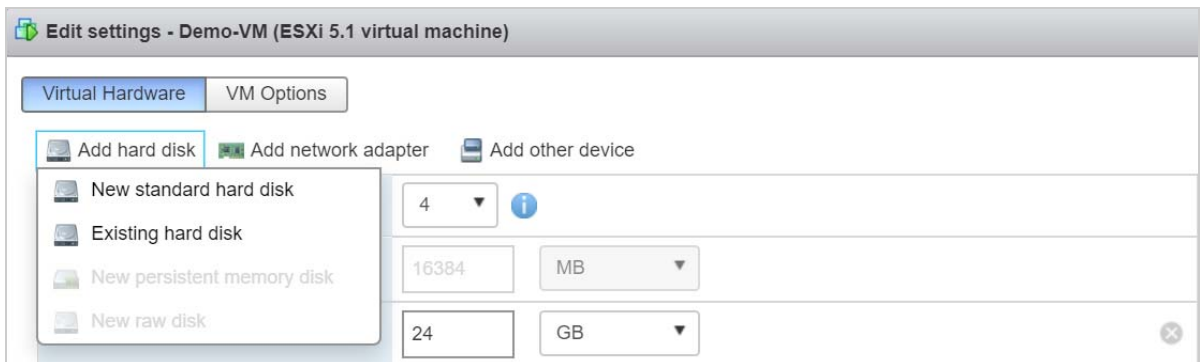 Edit settings - Demo-VM (ESXi 5.1 virtual machine)
Virtual Hardware VM Options
Add hard disk Add network adapter Add other device
New standard hard disk
4
Existing hard disk
New persistent memory disk
16384 MB
New raw disk
24 GB